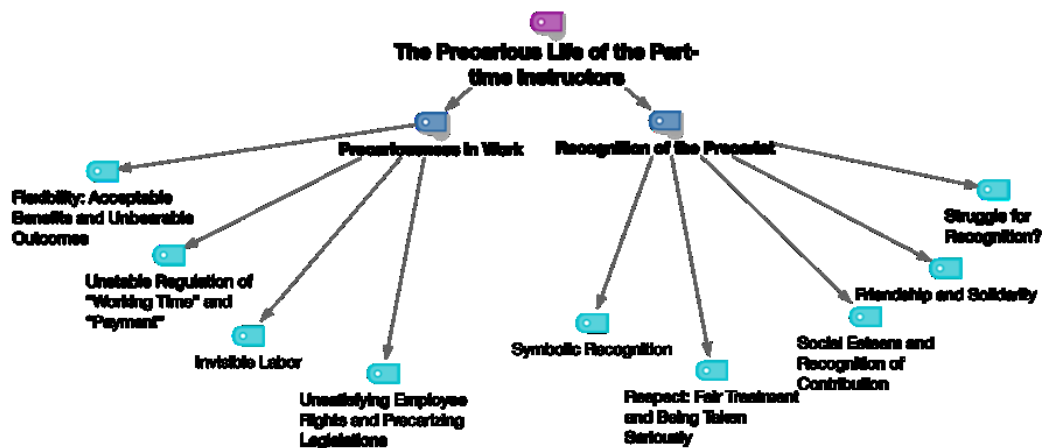 The Precarious Life of the Part-
time Instructors
Precariousness in Work
Recognition of the Precariat
Flexibility: Acceptable
Benefits and Unbearable
Outcomes
Unstable Regulation of
"Working Time" and
"Payment"
Invisible Labor
Unsatisfying Employee
Rights and Precarizing
Legislations
Symbolic Recognition
Respect: Fair Treatment
and Being Taken
Seriously
Social Esteem and
Recognition of
Contribution
Friendship and Solidarity
Struggle for
Recognition?